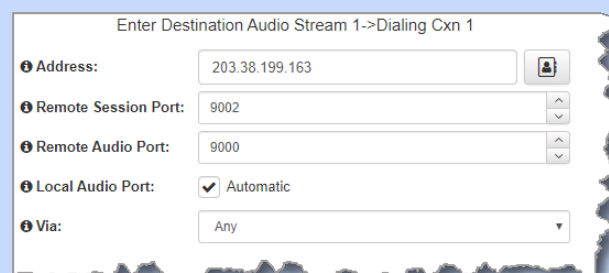 Enter Destination Audio Stream 1->Dialing Cxn 1
Address: 203.38.199.163
Remote Session Port: 9002
Remote Audio Port: 9000
Local Audio Port: Automatic
Via: Any